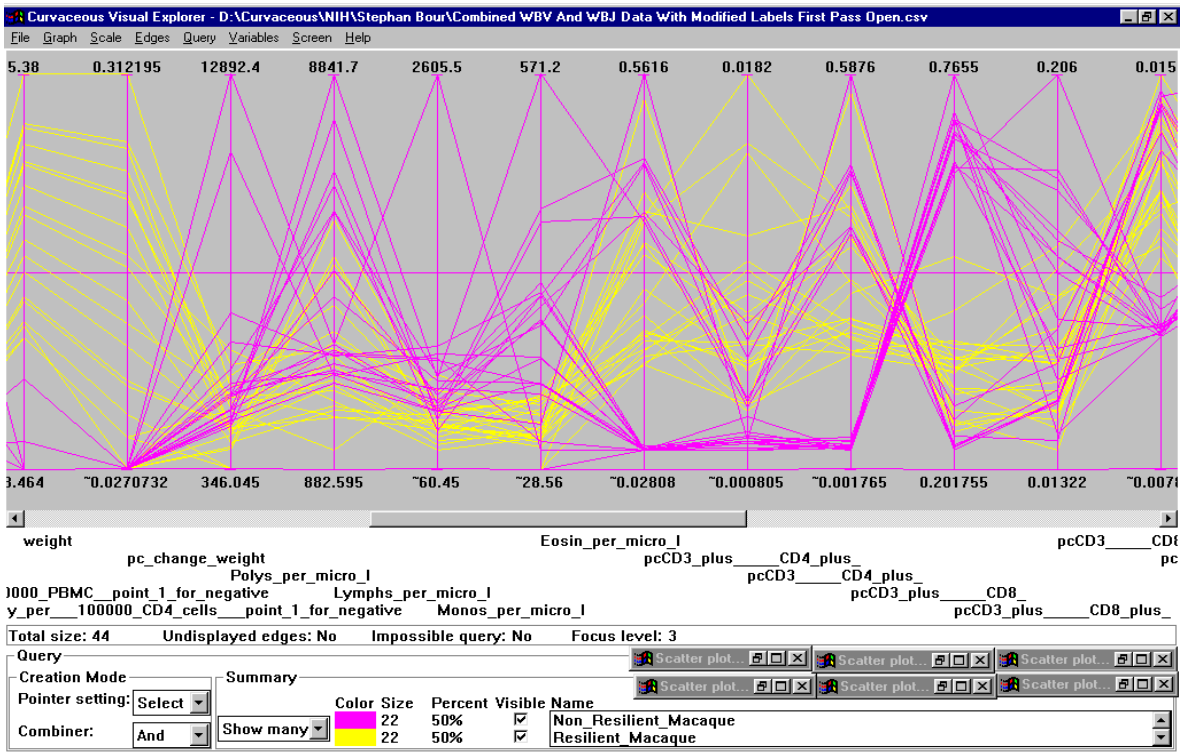 Curvaceous Visual Explorer - D:\Curvaceous\NIH\Stephan Bour\Combined WBV And WBJ Data With Modified Labels First Pass Open.csv
File Graph Scale Edges Query Variables Screen Help
5.38 0.312195 12892.4 8841.7 2605.5 571.2 0.5616 0.0182 0.5876 0.7655 0.206 0.015
3.464 ~0.0270732 346.045 882.595 ~60.45 ~28.56 ~0.02808 ~0.000805 ~0.001765 0.201755 0.01322 ~0.0078
weight Eosin_per_micro_l pcCD3_____CD8
pc_change_weight pcCD3_plus_____CD4_plus_ pc
Polys_per_micro_l pcCD3_____CD4_plus_
0000_PBMC__point_1_for_negative Lymphs_per_micro_l pcCD3_plus_____CD8_
y_per___100000_CD4_cells___point_1_for_negative Monos_per_micro_l pcCD3_plus_____CD8_plus_
Total size: 44 Undisplayed edges: No Impossible query: No Focus level: 3
Query
Scatter plot... Scatter plot... Scatter plot...
Creation Mode Summary
Scatter plot... Scatter plot... Scatter plot...
Pointer setting: Select
Color Size Percent Visible Name
Show many
22 50% Non_Resilient_Macaque
Combiner: And
22 50% Resilient_Macaque